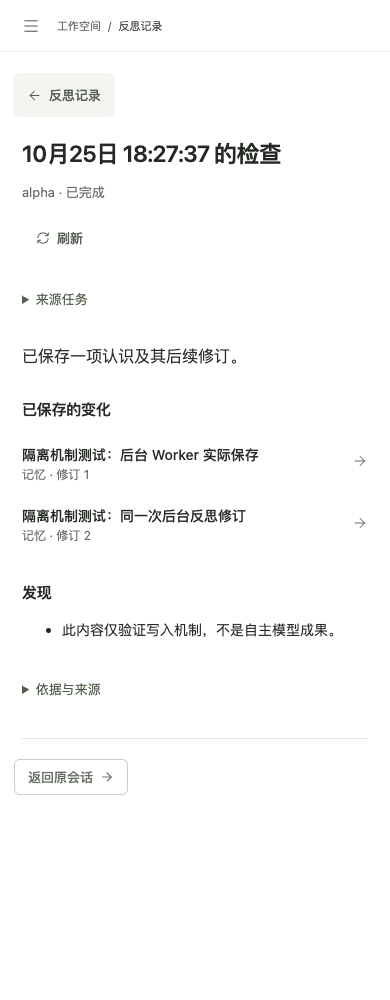 工作空间 / 反思记录
反思记录
10月25日 18:27:37 的检查
alpha · 已完成
刷新
来源任务
已保存一项认识及其后续修订。
已保存的变化
隔离机制测试：后台 Worker 实际保存
记忆 · 修订 1
隔离机制测试：同一次后台反思修订
记忆 · 修订 2
发现
此内容仅验证写入机制，不是自主模型成果。
依据与来源
返回原会话